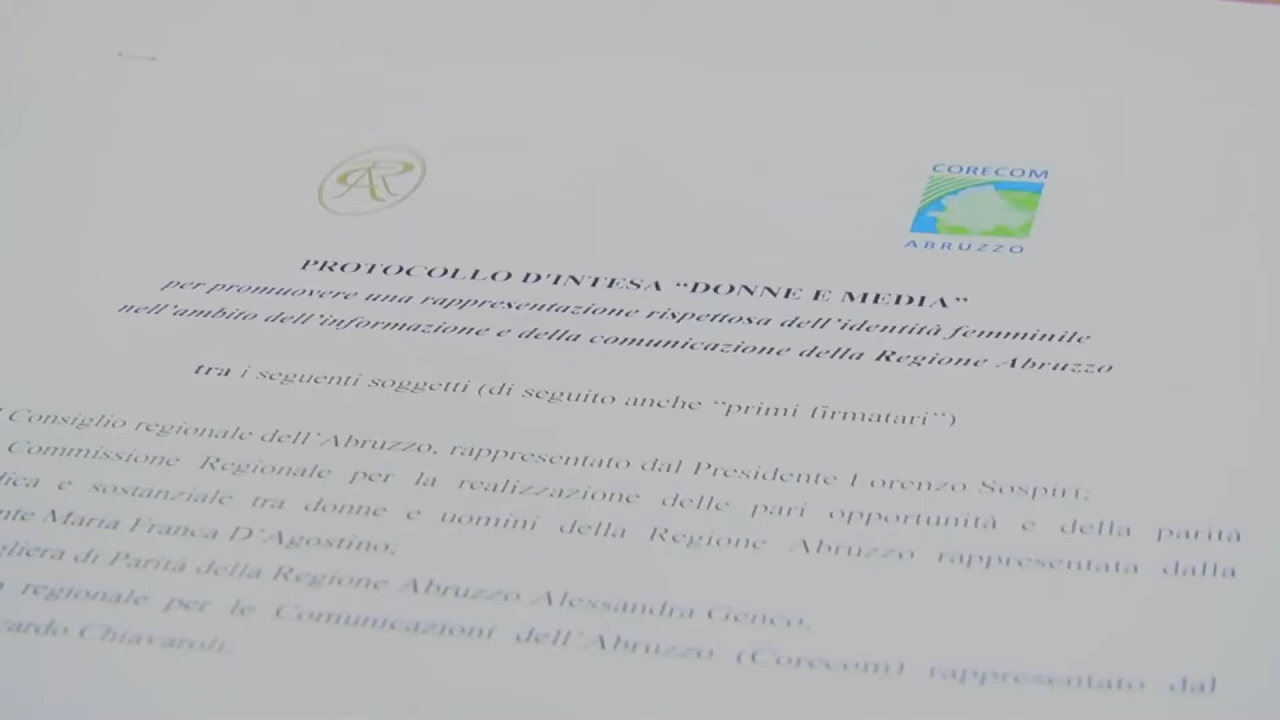 AR
CORECOM
ABRUZZO
PROTOCOLLO D'INTESA “DONNE E MEDIA”
per promuovere una rappresentazione rispettosa dell'identità femminile
nell'ambito dell'informazione e della comunicazione della Regione Abruzzo
tra i seguenti soggetti (di seguito anche “primi firmatari”)
Consiglio regionale dell'Abruzzo, rappresentato dal Presidente Lorenzo Sospiri;
Commissione Regionale per la realizzazione delle pari opportunità e della parità
dica e sostanziale tra donne e uomini della Regione Abruzzo rappresentata dalla
nte Maria Franca D'Agostino;
gliera di Parità della Regione Abruzzo Alessandra Genco,
regionale per le Comunicazioni dell'Abruzzo (Corecom) rappresentato dal
cardo Chiavaroli.